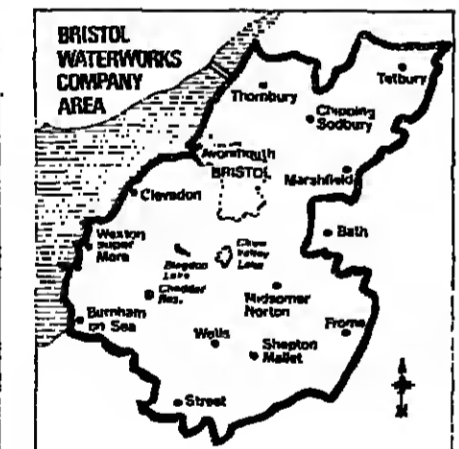 BRISTOL
WATERWORKS
COMPANY
AREA
Tetbury
Thornbury
Chipping
Sodbury
Avonmouth
BRISTOL
Marshfield
Clevedon
Bath
Weston
super
More
Blagdon
Lake
Chew
Valley
Lake
Cheddar
Res.
Midsomer
Norton
Burnham
on Sea
Wells
Frome
Shepton
Mallet
Street